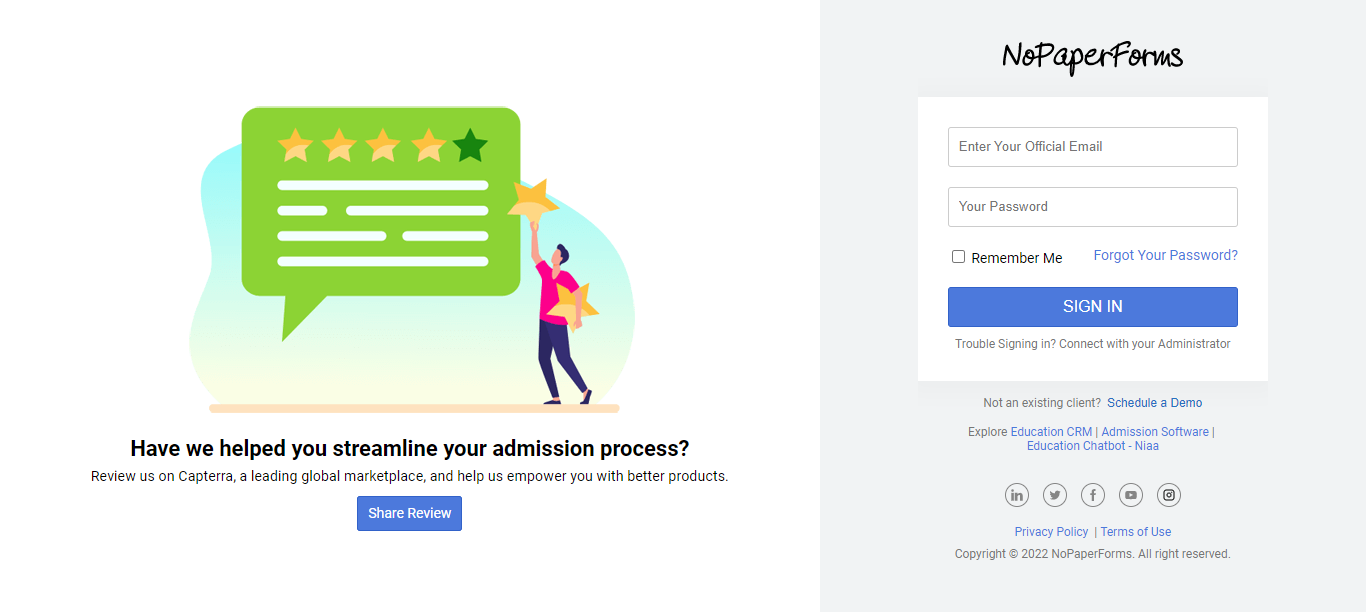 Have we helped you streamline your admission process?
Review us on Capterra, a leading global marketplace, and help us empower you with better products.
Share Review
NoPaperForms
Enter Your Official Email
Your Password
Remember Me
Forgot Your Password?
SIGN IN
Trouble Signing in? Connect with your Administrator
Not an existing client? Schedule a Demo
Explore Education CRM | Admission Software |
Education Chatbot - Niaa
in
f
Privacy Policy | Terms of Use
Copyright © 2022 NoPaperForms. All right reserved.